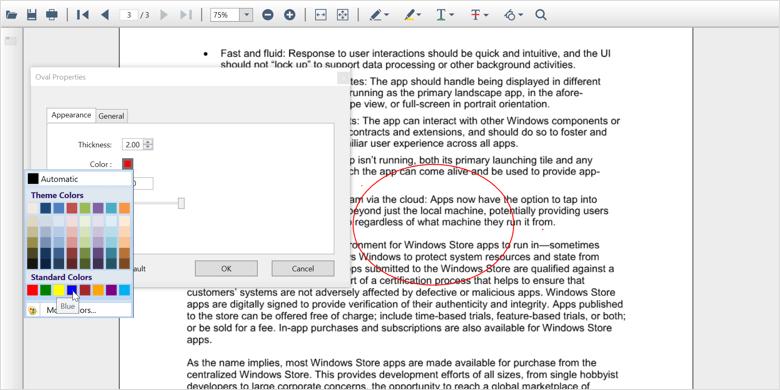 3 / 3
75%
• Fast and fluid: Response to user interactions should be quick and intuitive, and the UI
should not “lock up” to support data processing or other background activities.
Oval Properties
tes: The app should handle being displayed in different
running as the primary landscape app, in the afore-
pe view, or full-screen in portrait orientation.
Appearance General
ts: The app can interact with other Windows components or
contracts and extensions, and should do so to foster and
niliar user experience across all apps.
Thickness: 2.00
Color :
p isn’t running, both its primary launching tile and any
ch the app can come alive and be used to provide app-
Automatic
Theme Colors
am via the cloud: Apps now have the option to tap into
beyond just the local machine, potentially providing users
regardless of what machine they run it from.
ronment for Windows Store apps to run in—sometimes
s Windows to protect system resources and state from
ault OK Cancel
ps submitted to the Windows Store are qualified against a
rt of a certification process that helps to ensure that
Standard Colors
customers’ systems are not adversely affected by defective or malicious apps. Windows Store
apps are digitally signed to provide verification of their authenticity and integrity. Apps published
to the store can be offered free of charge; include time-based trials, feature-based trials, or both;
or be sold for a fee. In-app purchases and subscriptions are also available for Windows Store
apps.
Blue
As the name implies, most Windows Store apps are made available for purchase from the
centralized Windows Store. This provides development efforts of all sizes, from single hobbyist
developers to large corporate concerns, the opportunity to reach a global marketplace of